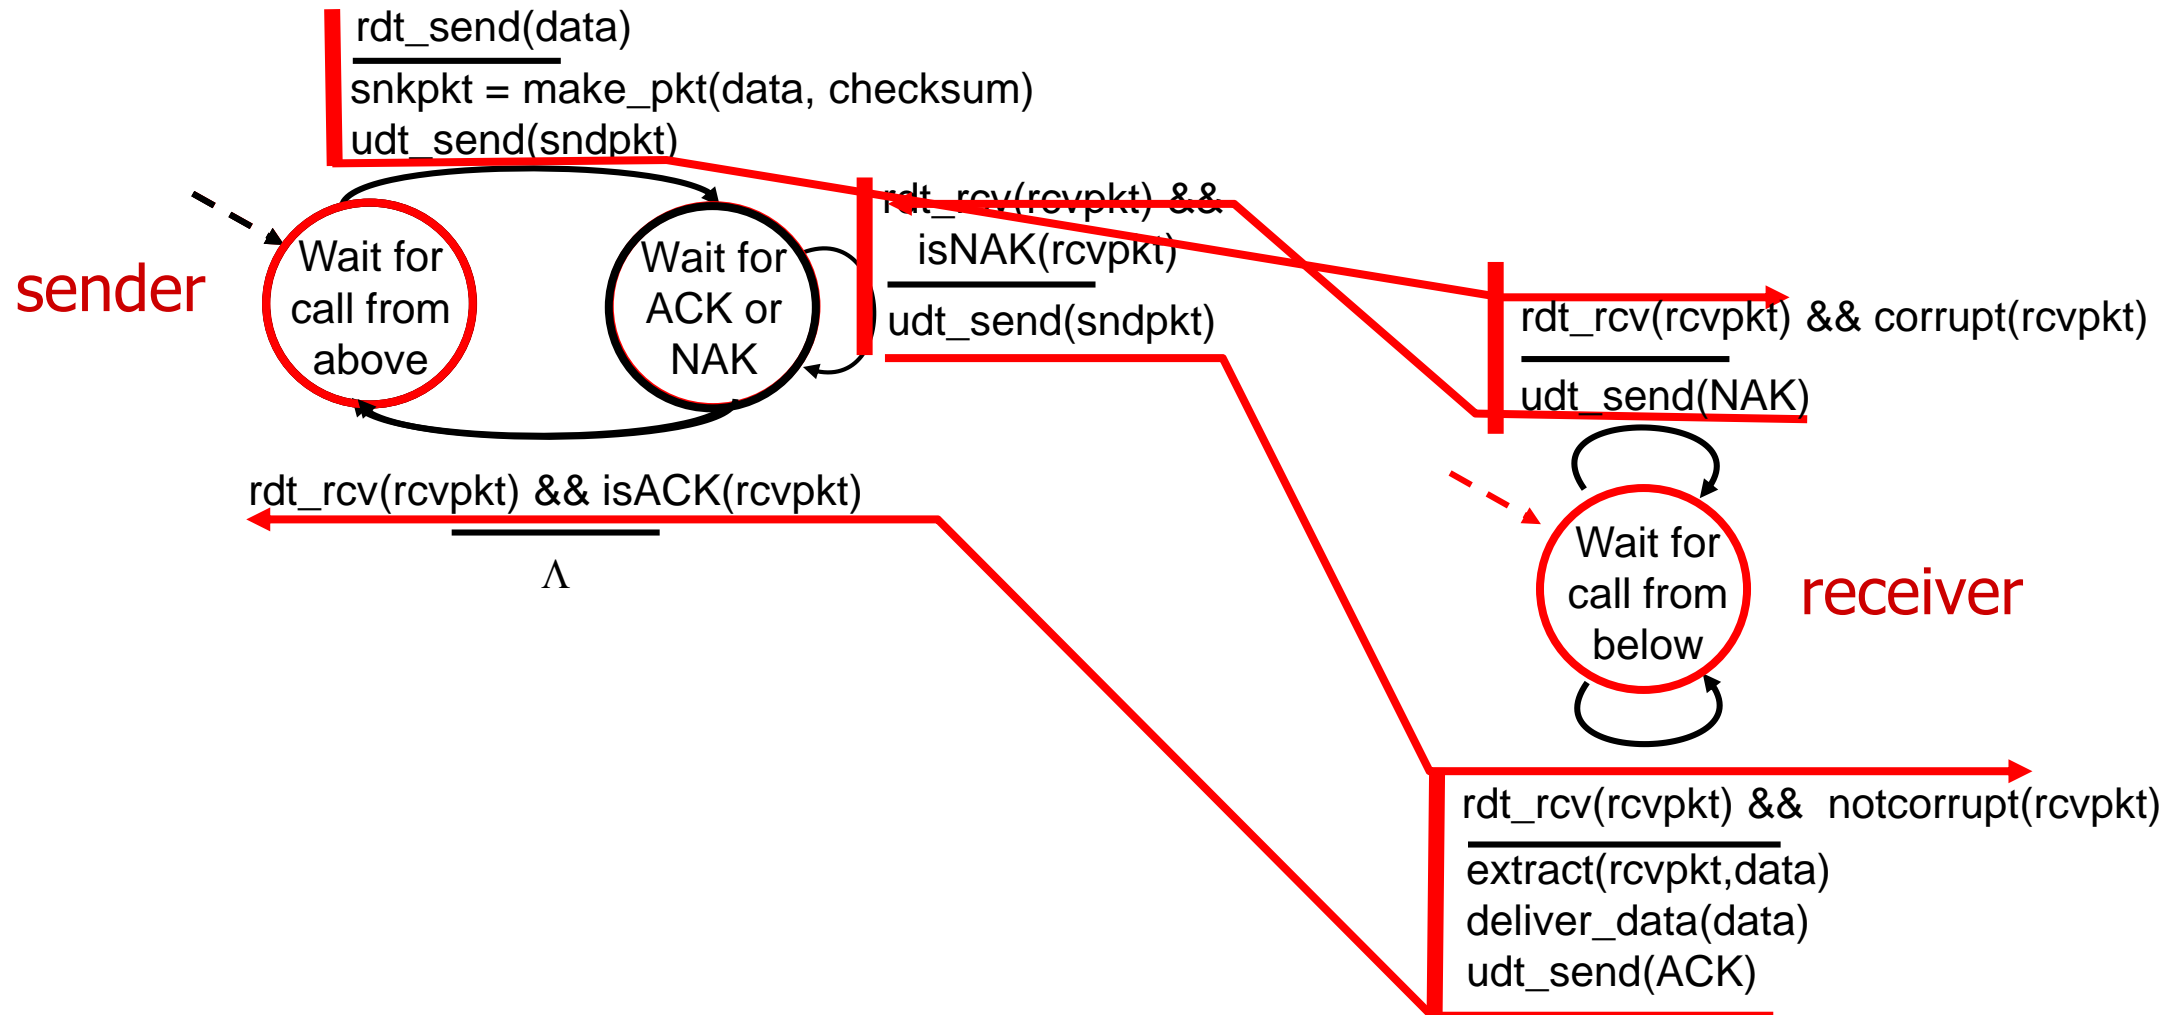 rdt_send(data)
snkpkt = make_pkt(data, checksum)
udt_send(sndpkt)
sender
Wait for
call from
above
Wait for
ACK or
NAK
rdt_rcv(rcvpkt) &&
isNAK(rcvpkt)
udt_send(sndpkt)
rdt_rcv(rcvpkt) && isACK(rcvpkt)
Λ
rdt_rcv(rcvpkt) && corrupt(rcvpkt)
udt_send(NAK)
Wait for
call from
below
receiver
rdt_rcv(rcvpkt) && notcorrupt(rcvpkt)
extract(rcvpkt,data)
deliver_data(data)
udt_send(ACK)